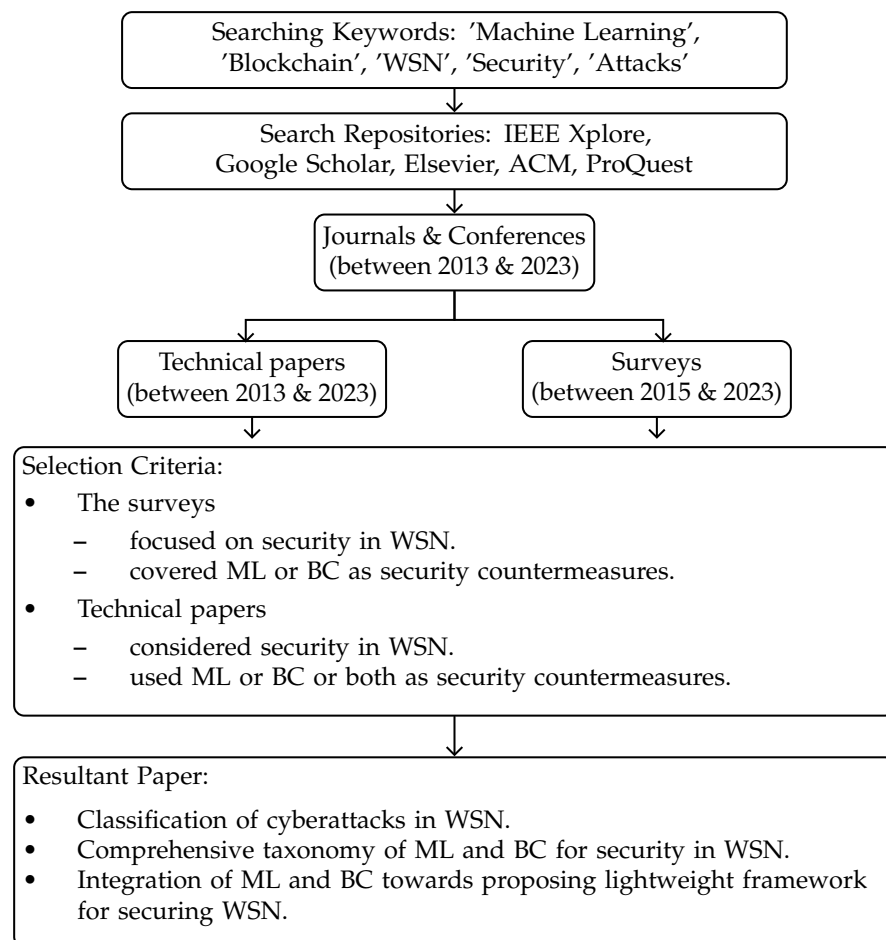 Searching Keywords: ’Machine Learning’,
’Blockchain’, ’WSN’, ’Security’, ’Attacks’
Search Repositories: IEEE Xplore,
Google Scholar, Elsevier, ACM, ProQuest
Journals & Conferences
(between 2013 & 2023)
Technical papers
(between 2013 & 2023)
Surveys
(between 2015 & 2023)
Selection Criteria:
• The surveys
– focused on security in WSN.
– covered ML or BC as security countermeasures.
• Technical papers
– considered security in WSN.
– used ML or BC or both as security countermeasures.
Resultant Paper:
• Classification of cyberattacks in WSN.
• Comprehensive taxonomy of ML and BC for security in WSN.
• Integration of ML and BC towards proposing lightweight framework
for securing WSN.